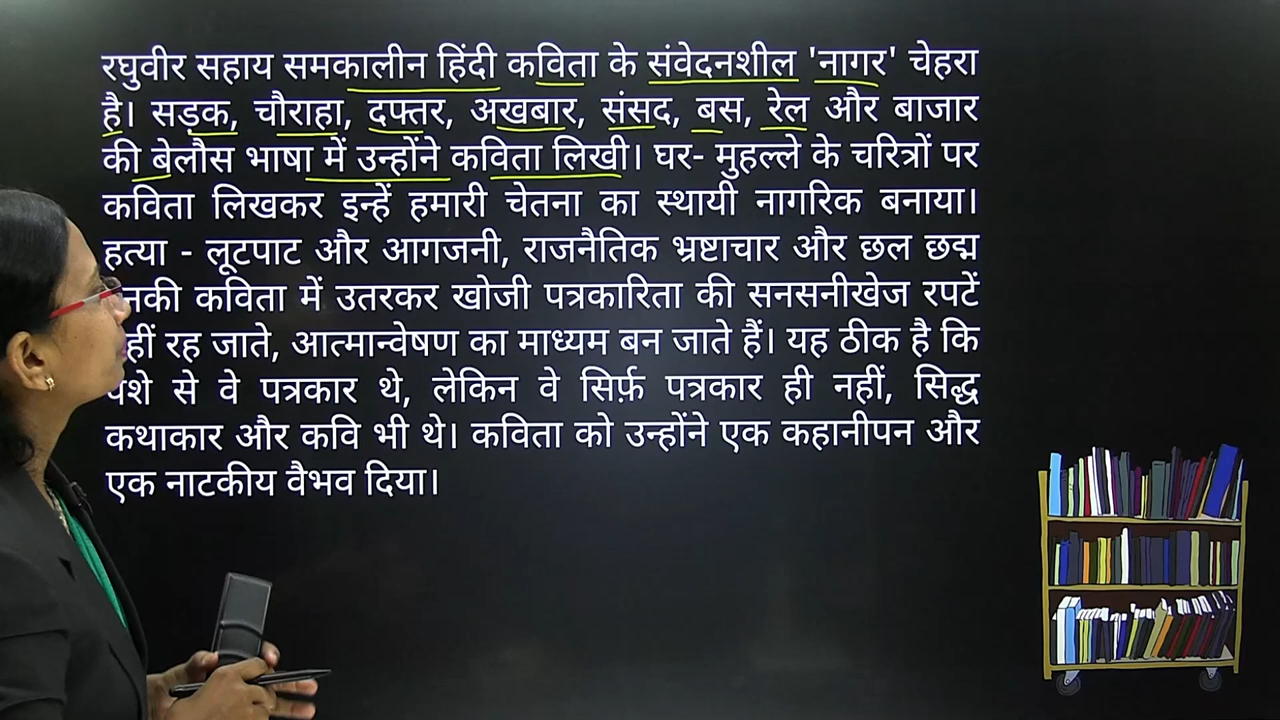 रघुवीर सहाय समकालीन हिंदी कविता के संवेदनशील 'नागर' चेहरा
है। सड़क, चौराहा, दफ्तर, अखबार, संसद, बस, रेल और बाजार
की बेलौस भाषा में उन्होंने कविता लिखी। घर- मुहल्ले के चरित्रों पर
कविता लिखकर इन्हें हमारी चेतना का स्थायी नागरिक बनाया।
हत्या - लूटपाट और आगजनी, राजनैतिक भ्रष्टाचार और छल छद्म
कविता में उतरकर खोजी पत्रकारिता की सनसनीखेज रपटें
रह जाते, आत्मान्वेषण का माध्यम बन जाते हैं। यह ठीक है कि
से वे पत्रकार थे, लेकिन वे सिर्फ़ पत्रकार ही नहीं, सिद्ध
कथाकार और कवि भी थे। कविता को उन्होंने एक कहानीपन और
एक नाटकीय वैभव दिया।